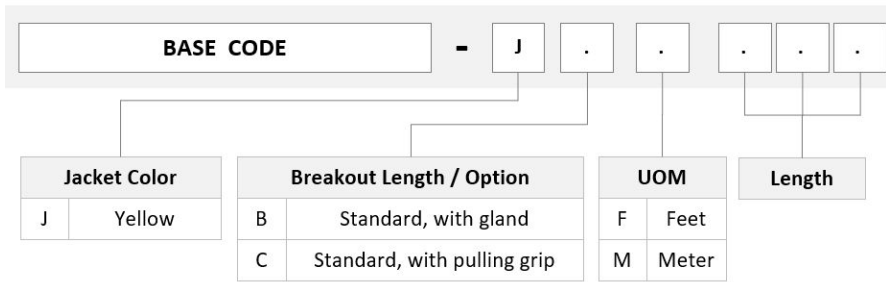 BASE CODE - J . . . . .
Jacket Color
J Yellow
Breakout Length / Option
B Standard, with gland
C Standard, with pulling grip
UOM
F Feet
M Meter
Length